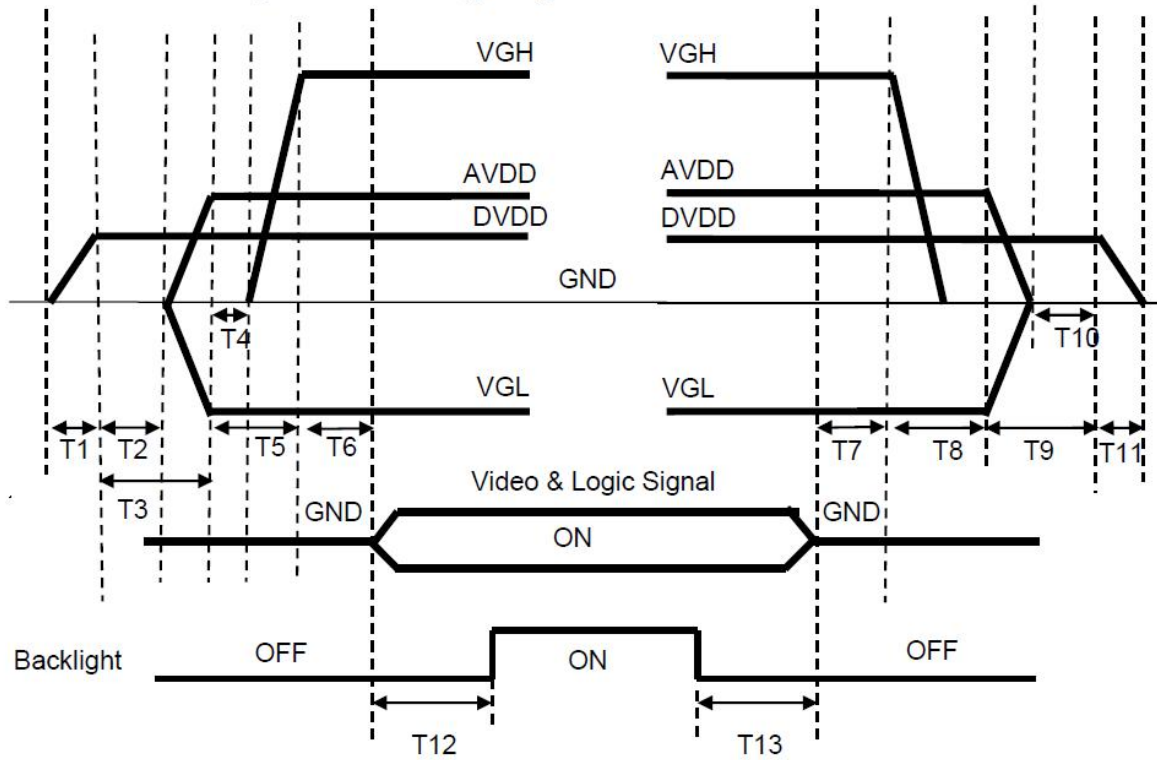 VGH VGH
AVDD AVDD
DVDD DVDD
GND
T4 T10
VGL VGL
T1 T2 T5 T6 T7 T8 T9 T11
T3
Video & Logic Signal
GND GND
ON
Backlight OFF ON OFF
T12 T13